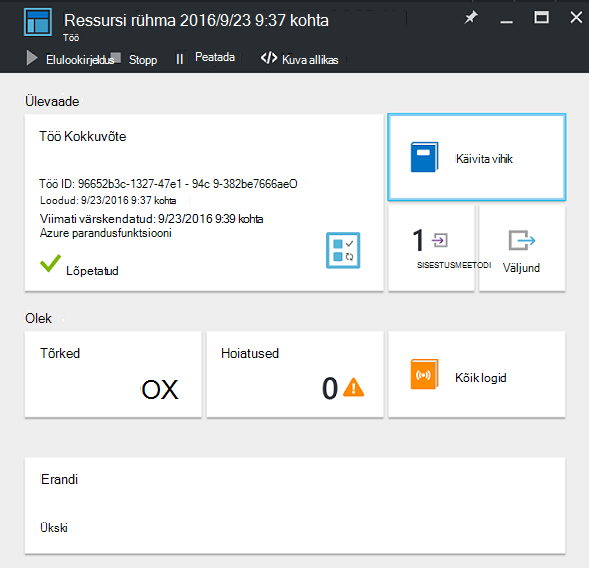 Ressursi rühma 2016/9/23 9:37 kohta
Töö
Elulookirjeldus Stopp Peatada Kuva allikas
Ülevaade
Töö Kokkuvõte
Töö ID: 96652b3c-1327-47e1 - 94c 9-382be7666aeO
Loodud: 9/23/2016 9:37 kohta
Viimati värskendatud: 9/23/2016 9:39 kohta
Azure parandusfunktsiooni
Lõpetatud
Käivita vihik
1
SISESTUSMEETODI
Väljund
Olek
Tõrked
OX
Hoiatused
0
Kõik logid
Erandi
Ükski